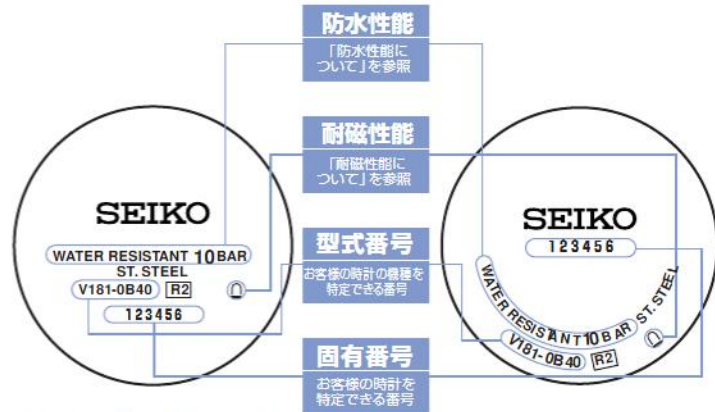 防水性能
「防水性能に
ついて」を参照
耐磁性能
「耐磁性能に
ついて」を参照
型式番号
お客様の時計の機種を
特定できる番号
固有番号
お客様の時計を
特定できる番号
SEIKO
WATER RESISTANT 10 BAR
ST. STEEL
V181-0B40 R2
123456
SEIKO
123456
WATER RESISTANT 10 BAR ST. STEEL
V181-0B40 R2